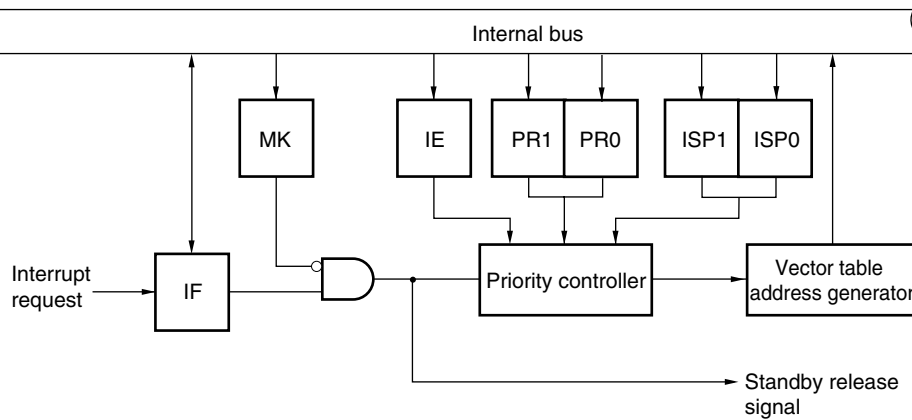 Internal bus
MK
IE
PR1
PR0
ISP1
ISP0
Interrupt
request
IF
Priority controller
Vector table
address generator
Standby release
signal